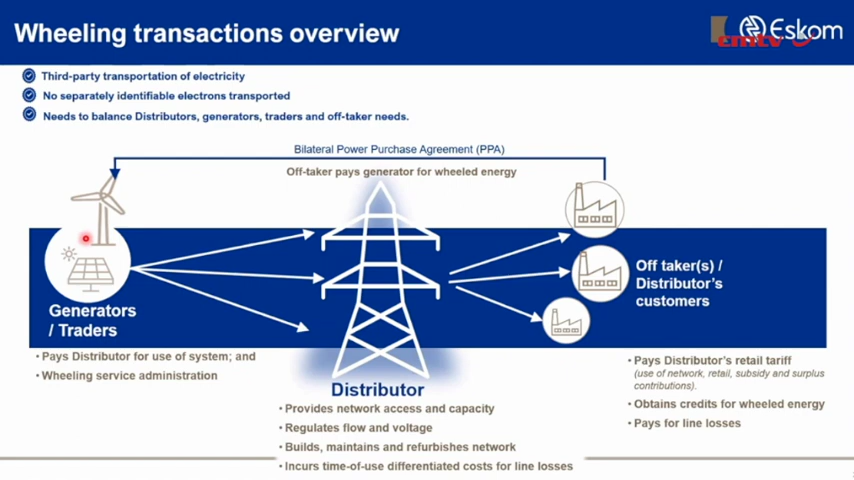 Wheeling transactions overview
Eskom
emtv
Third-party transportation of electricity
No separately identifiable electrons transported
Needs to balance Distributors, generators, traders and off-taker needs.
Bilateral Power Purchase Agreement (PPA)
Off-taker pays generator for wheeled energy
Generators
/ Traders
Off taker(s) /
Distributor's
customers
• Pays Distributor for use of system; and
• Wheeling service administration
Distributor
• Provides network access and capacity
• Regulates flow and voltage
• Builds, maintains and refurbishes network
• Incurs time-of-use differentiated costs for line losses
• Pays Distributor's retail tariff
(use of network, retail, subsidy and surplus
contributions).
• Obtains credits for wheeled energy
• Pays for line losses